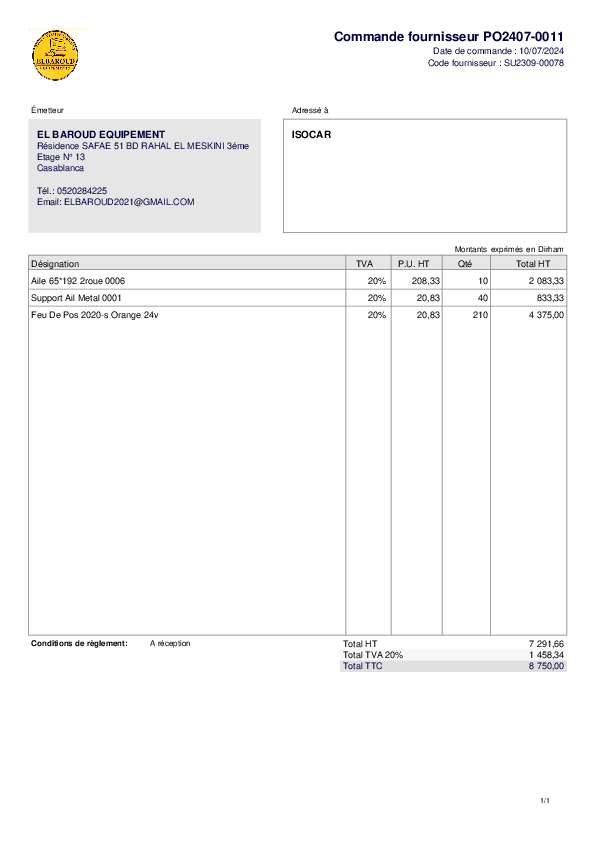 ELBAROUD
EQUIPEMENTS
Commande fournisseur PO2407-0011
Date de commande : 10/07/2024
Code fournisseur : SU2309-00078
Émetteur
EL BAROUD EQUIPEMENT
Résidence SAFAE 51 BD RAHAL EL MESKINI 3éme
Etage N° 13
Casablanca
Tél.: 0520284225
Email: ELBAROUD2021@GMAIL.COM
Adressé à
ISOCAR
Montants exprimés en Dirham
Désignation TVA P.U. HT Qté Total HT
Aile 65*192 2roue 0006 20% 208,33 10 2 083,33
Support Ail Metal 0001 20% 20,83 40 833,33
Feu De Pos 2020-s Orange 24v 20% 20,83 210 4 375,00
Conditions de règlement: A réception
Total HT 7 291,66
Total TVA 20% 1 458,34
Total TTC 8 750,00
1/1